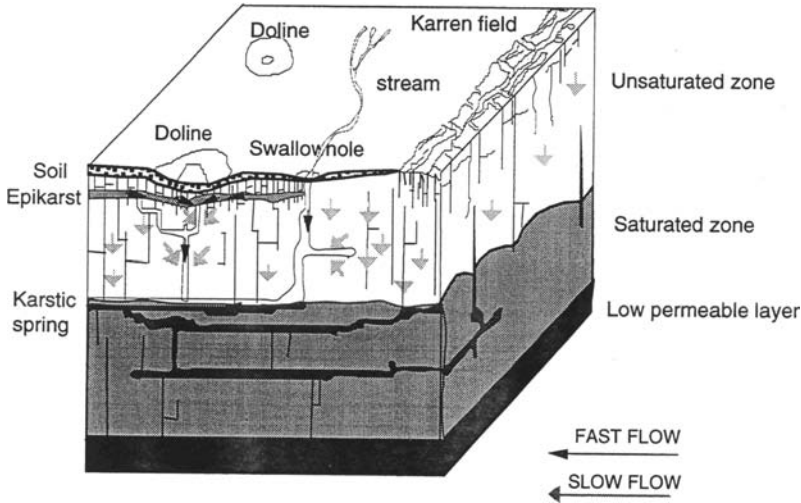 Doline
Karren field
stream
Unsaturated zone
Doline
Swallowhole
Soil
Epikarst
Saturated zone
Karstic
spring
Low permeable layer
FAST FLOW
SLOW FLOW